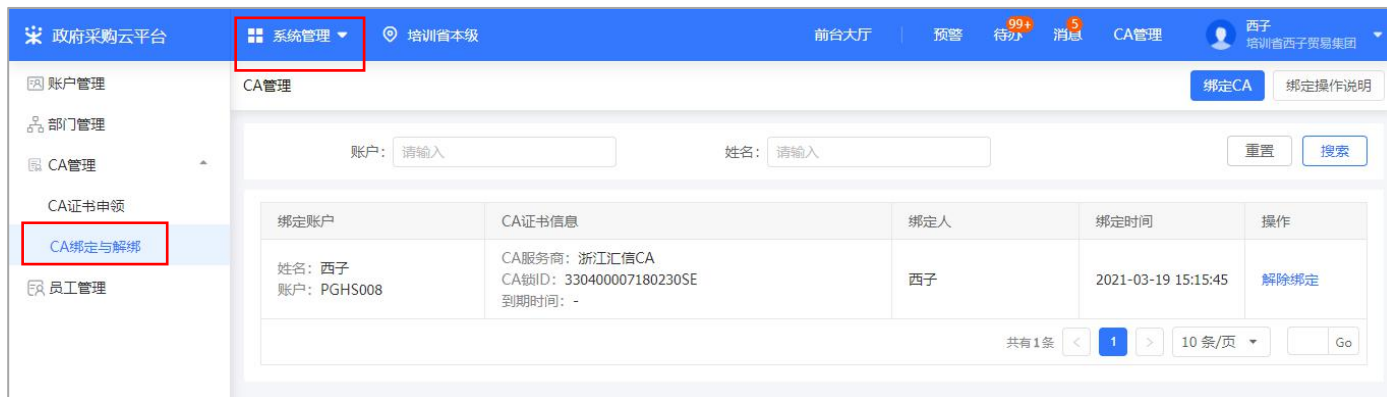 政府采购云平台 系统管理 培训省本级 前台大厅 预警 待办 99+ 消息 5 CA管理 西子
培训省西子贸易集团
账户管理
部门管理
CA管理
CA证书申领
CA绑定与解绑
员工管理
CA管理 绑定CA 绑定操作说明
账户： 请输入 姓名： 请输入 重置 搜索
绑定账户 CA证书信息 绑定人 绑定时间 操作
姓名：西子
账户：PGHS008
CA服务商：浙江汇信CA
CA锁ID：330400007180230SE
到期时间：-
西子 2021-03-19 15:15:45 解除绑定
共有1条 < 1 > 10 条/页 Go